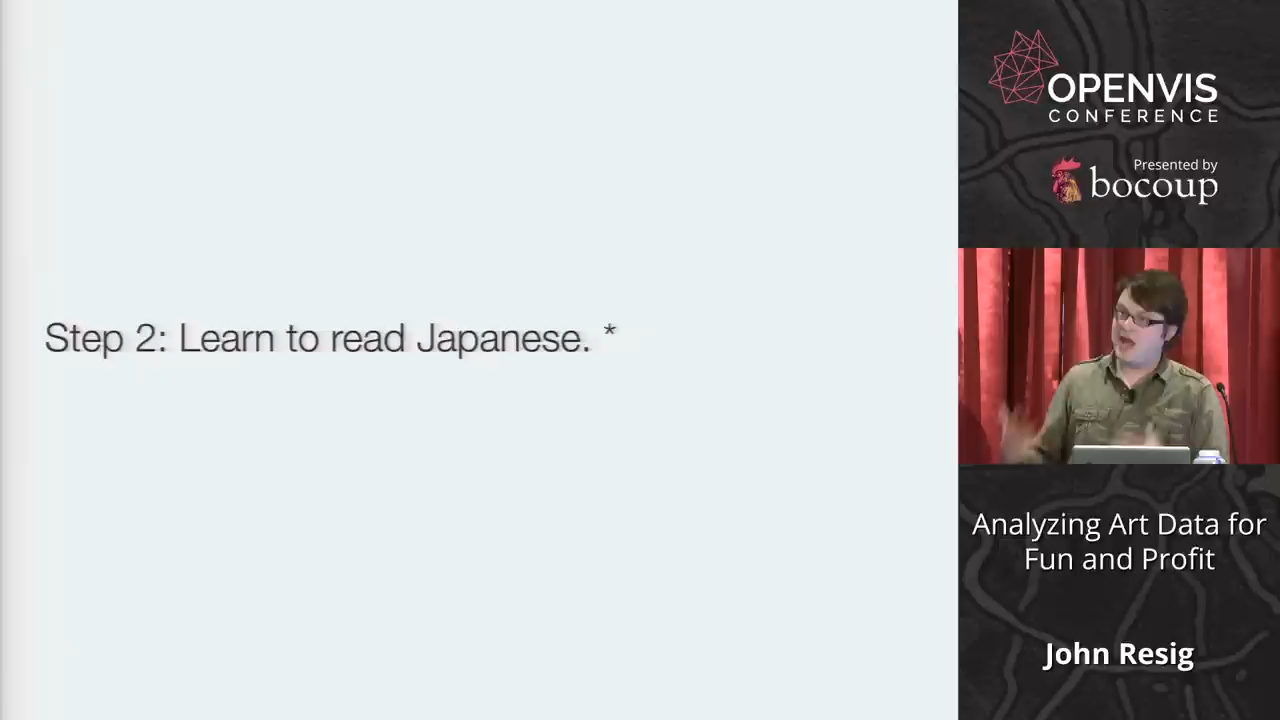 Step 2: Learn to read Japanese. *
OPENVIS
CONFERENCE
Presented by
bocoup
Analyzing Art Data for
Fun and Profit
John Resig